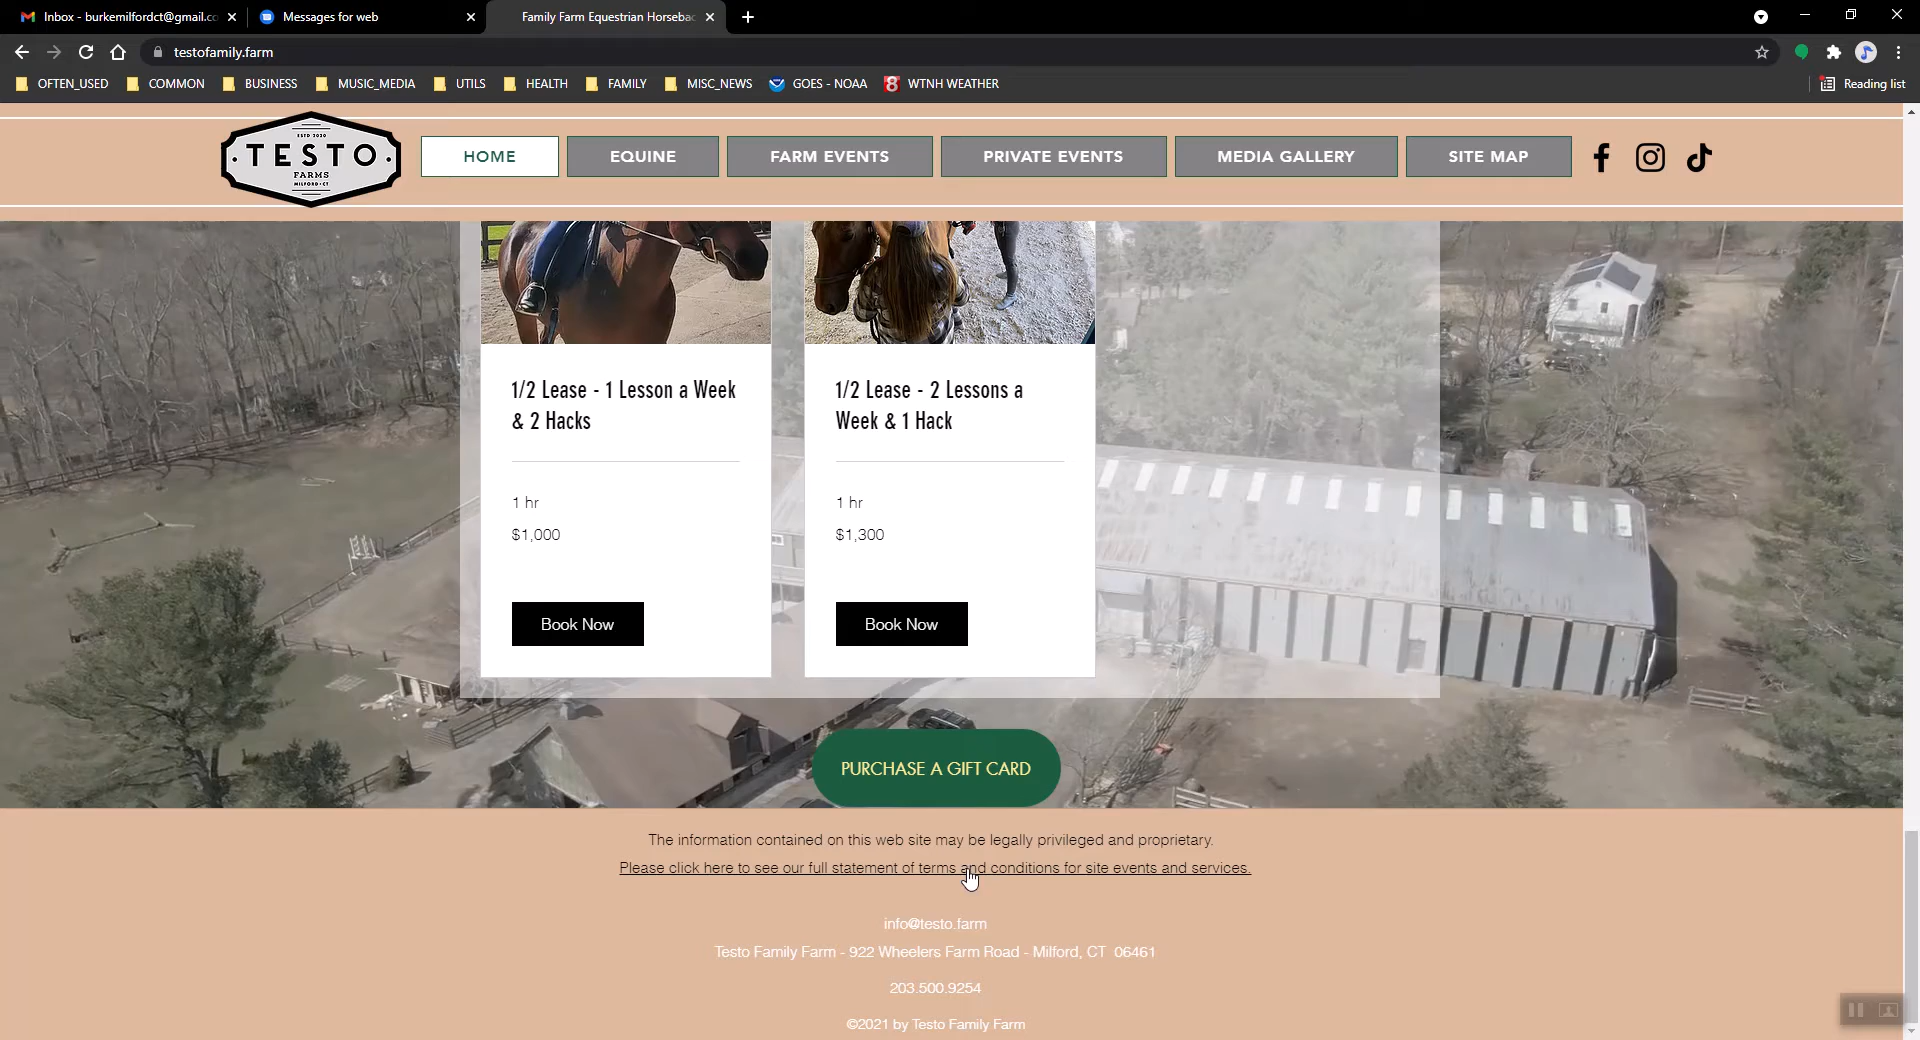 Inbox - burkemilfordct@gmail.co
Messages for web
Family Farm Equestrian Horsebac
testofamily.farm
OFTEN_USED
COMMON
BUSINESS
MUSIC_MEDIA
UTILS
HEALTH
FAMILY
MISC_NEWS
GOES - NOAA
8
WTNH WEATHER
Reading list
ESTD 2020
TESTO
FARMS
MILFORD • CT
HOME
EQUINE
FARM EVENTS
PRIVATE EVENTS
MEDIA GALLERY
SITE MAP
1/2 Lease - 1 Lesson a Week
& 2 Hacks
1 hr
$1,000
Book Now
1/2 Lease - 2 Lessons a
Week & 1 Hack
1 hr
$1,300
Book Now
PURCHASE A GIFT CARD
The information contained on this web site may be legally privileged and proprietary.
Please click here to see our full statement of terms and conditions for site events and services.
info@testo.farm
Testo Family Farm - 922 Wheelers Farm Road - Milford, CT 06461
203.500.9254
©2021 by Testo Family Farm